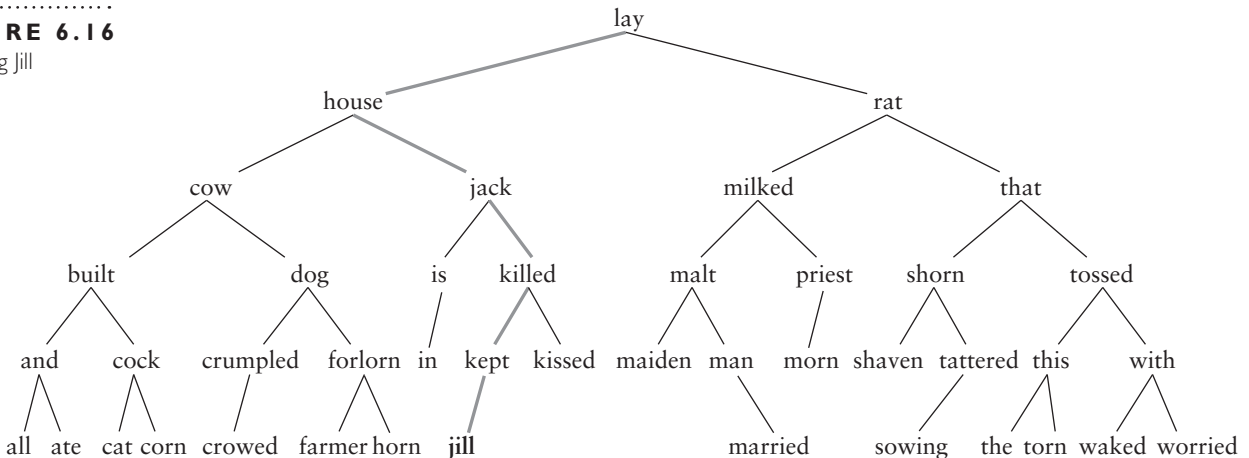 RE 6.16
g Jill
lay
house rat
cow jack milked that
built dog is killed malt priest shorn tossed
and cock crumpled forlorn in kept kissed maiden man morn shaven tattered this with
all ate cat corn crowed farmer horn jill married sowing the torn waked worried